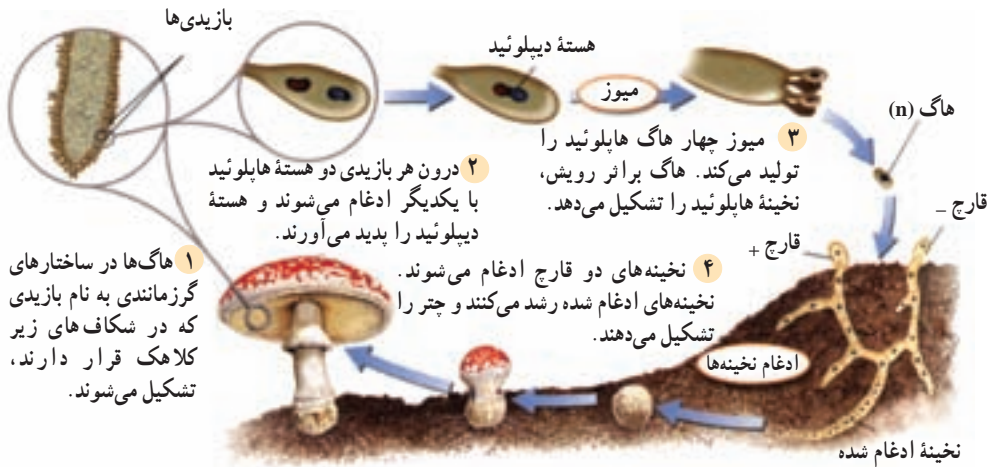 بازیدی‌ها
هستهٔ دیپلوئید
میوز
هاگ (n)
قارچ –
قارچ +
۱ هاگ‌ها در ساختارهای
گرزمانندی به نام بازیدی
که در شکاف‌های زیر
کلاهک قرار دارند،
تشکیل می‌شوند.
۲ درون هر بازیدی دو هستهٔ هاپلوئید
با یکدیگر ادغام می‌شوند و هستهٔ
دیپلوئید را پدید می‌آورند.
۳ میوز چهار هاگ هاپلوئید را
تولید می‌کند. هاگ براثر رویش،
نخینهٔ هاپلوئید را تشکیل می‌دهد.
۴ نخینه‌های دو قارچ ادغام می‌شوند.
نخینه‌های ادغام شده رشد می‌کنند و چتر را
تشکیل می‌دهند.
ادغام نخینه‌ها
نخینهٔ ادغام شده